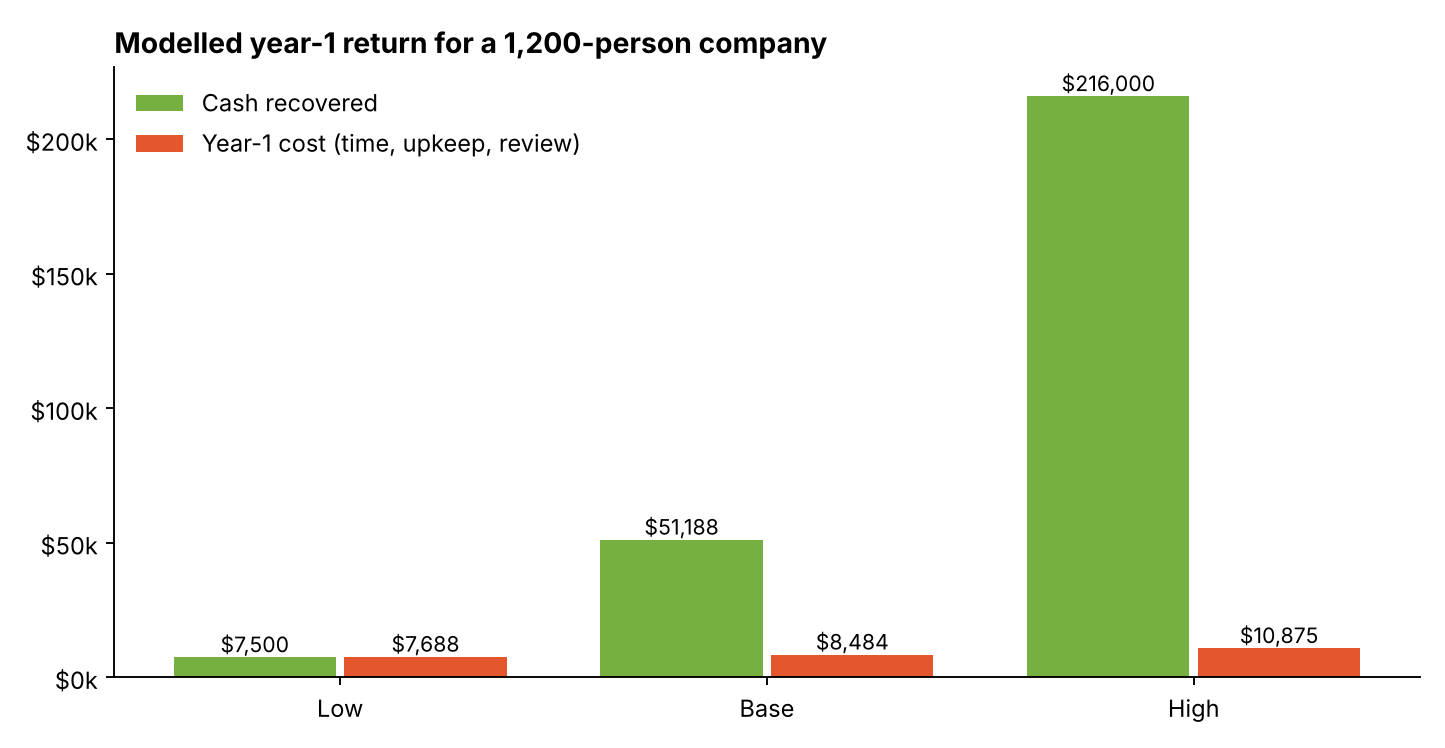 Modelled year-1 return for a 1,200-person company
Cash recovered
Year-1 cost (time, upkeep, review)
$200k
$150k
$100k
$50k
$0k
$7,500
$7,688
$51,188
$8,484
$216,000
$10,875
Low
Base
High